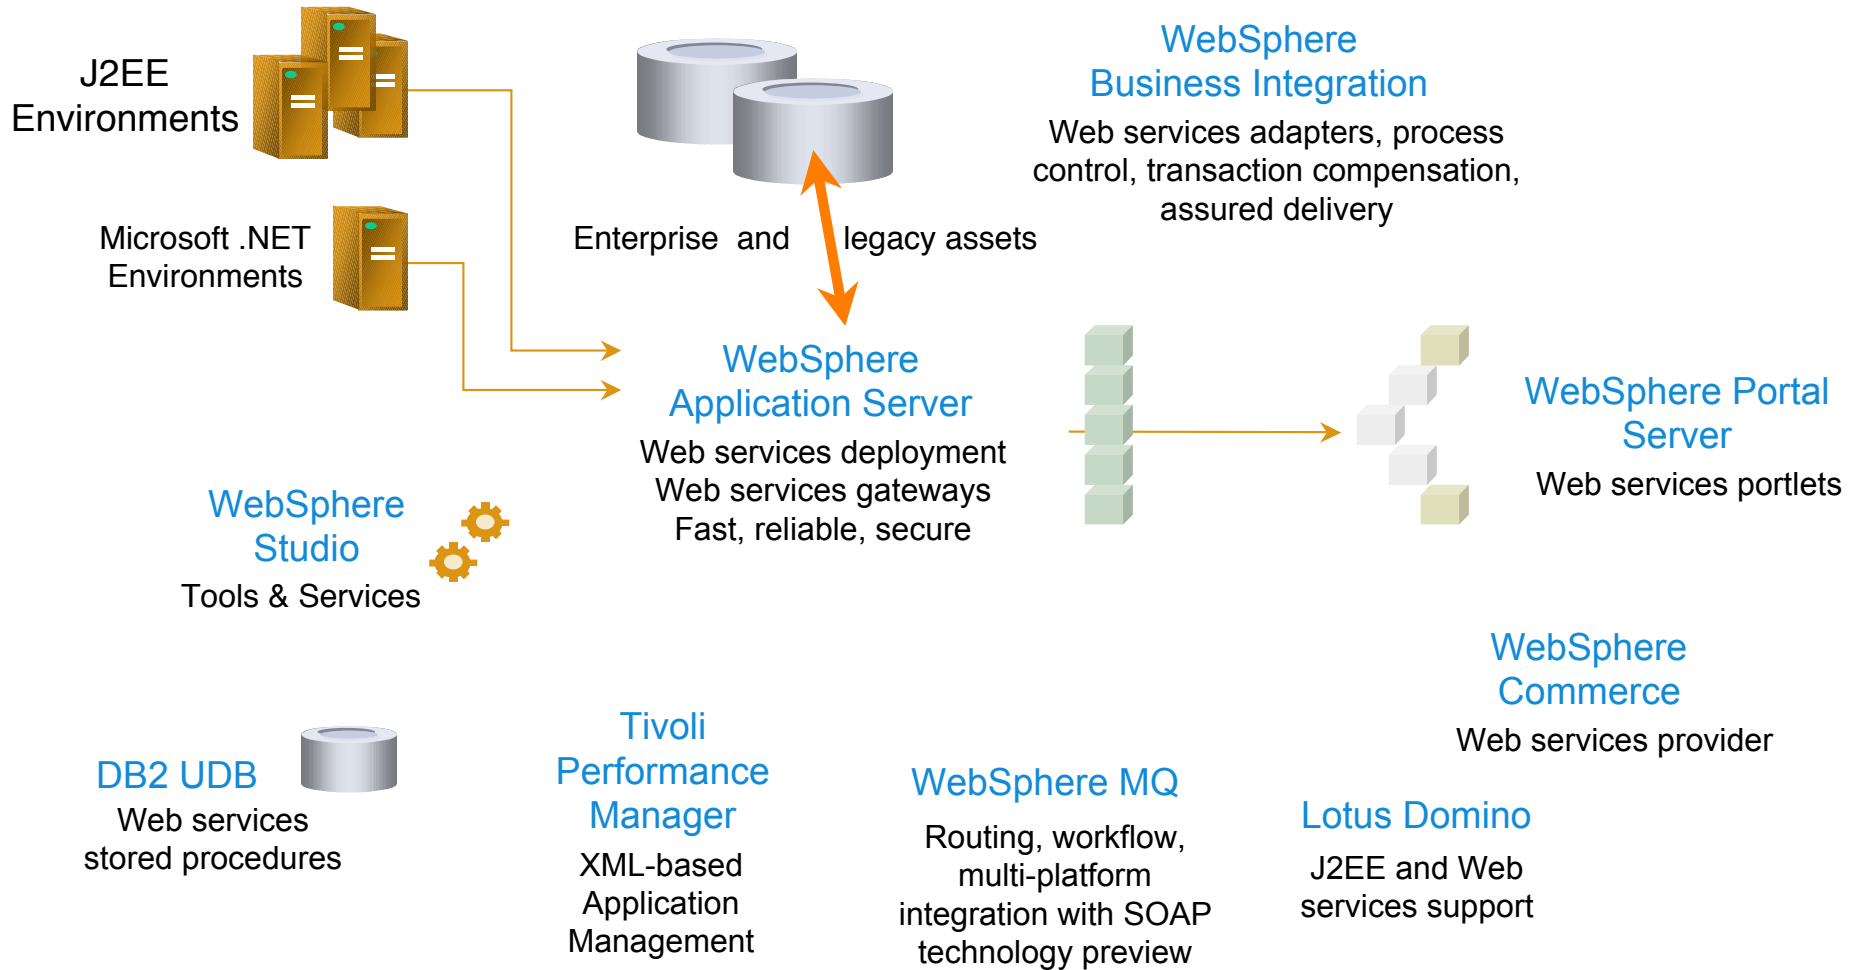 J2EE
Environments
Microsoft .NET
Environments
Enterprise and legacy assets
WebSphere
Business Integration
Web services adapters, process
control, transaction compensation,
assured delivery
WebSphere
Application Server
Web services deployment
Web services gateways
Fast, reliable, secure
WebSphere Portal
Server
Web services portlets
WebSphere
Studio
Tools & Services
WebSphere
Commerce
Web services provider
DB2 UDB
Web services
stored procedures
Tivoli
Performance
Manager
XML-based
Application
Management
WebSphere MQ
Routing, workflow,
multi-platform
integration with SOAP
technology preview
Lotus Domino
J2EE and Web
services support